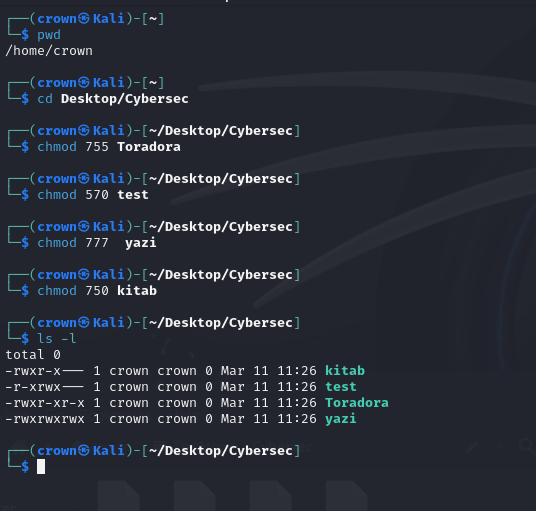 ┌──(crown㉿Kali)-[~]
└─$ pwd
/home/crown
┌──(crown㉿Kali)-[~]
└─$ cd Desktop/Cybersec
┌──(crown㉿Kali)-[~/Desktop/Cybersec]
└─$ chmod 755 Toradora
┌──(crown㉿Kali)-[~/Desktop/Cybersec]
└─$ chmod 570 test
┌──(crown㉿Kali)-[~/Desktop/Cybersec]
└─$ chmod 777  yazi
┌──(crown㉿Kali)-[~/Desktop/Cybersec]
└─$ chmod 750 kitab
┌──(crown㉿Kali)-[~/Desktop/Cybersec]
└─$ ls -l
total 0
-rwxr-x--- 1 crown crown 0 Mar 11 11:26 kitab
-r-xrwx--- 1 crown crown 0 Mar 11 11:26 test
-rwxr-xr-x 1 crown crown 0 Mar 11 11:26 Toradora
-rwxrwxrwx 1 crown crown 0 Mar 11 11:26 yazi
┌──(crown㉿Kali)-[~/Desktop/Cybersec]
└─$